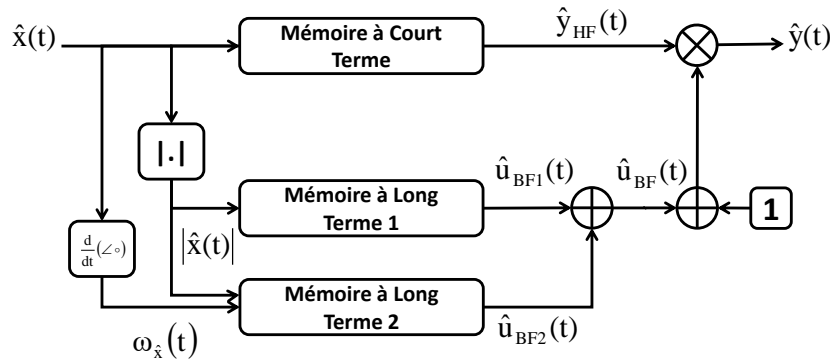 x̂(t)
Mémoire à Court
Terme
ŷ_HF(t)
ŷ(t)
|.|
Mémoire à Long
Terme 1
û_BF1(t)
û_BF(t)
1
d/dt(∠∘)
|x̂(t)|
Mémoire à Long
Terme 2
û_BF2(t)
ω_x̂(t)